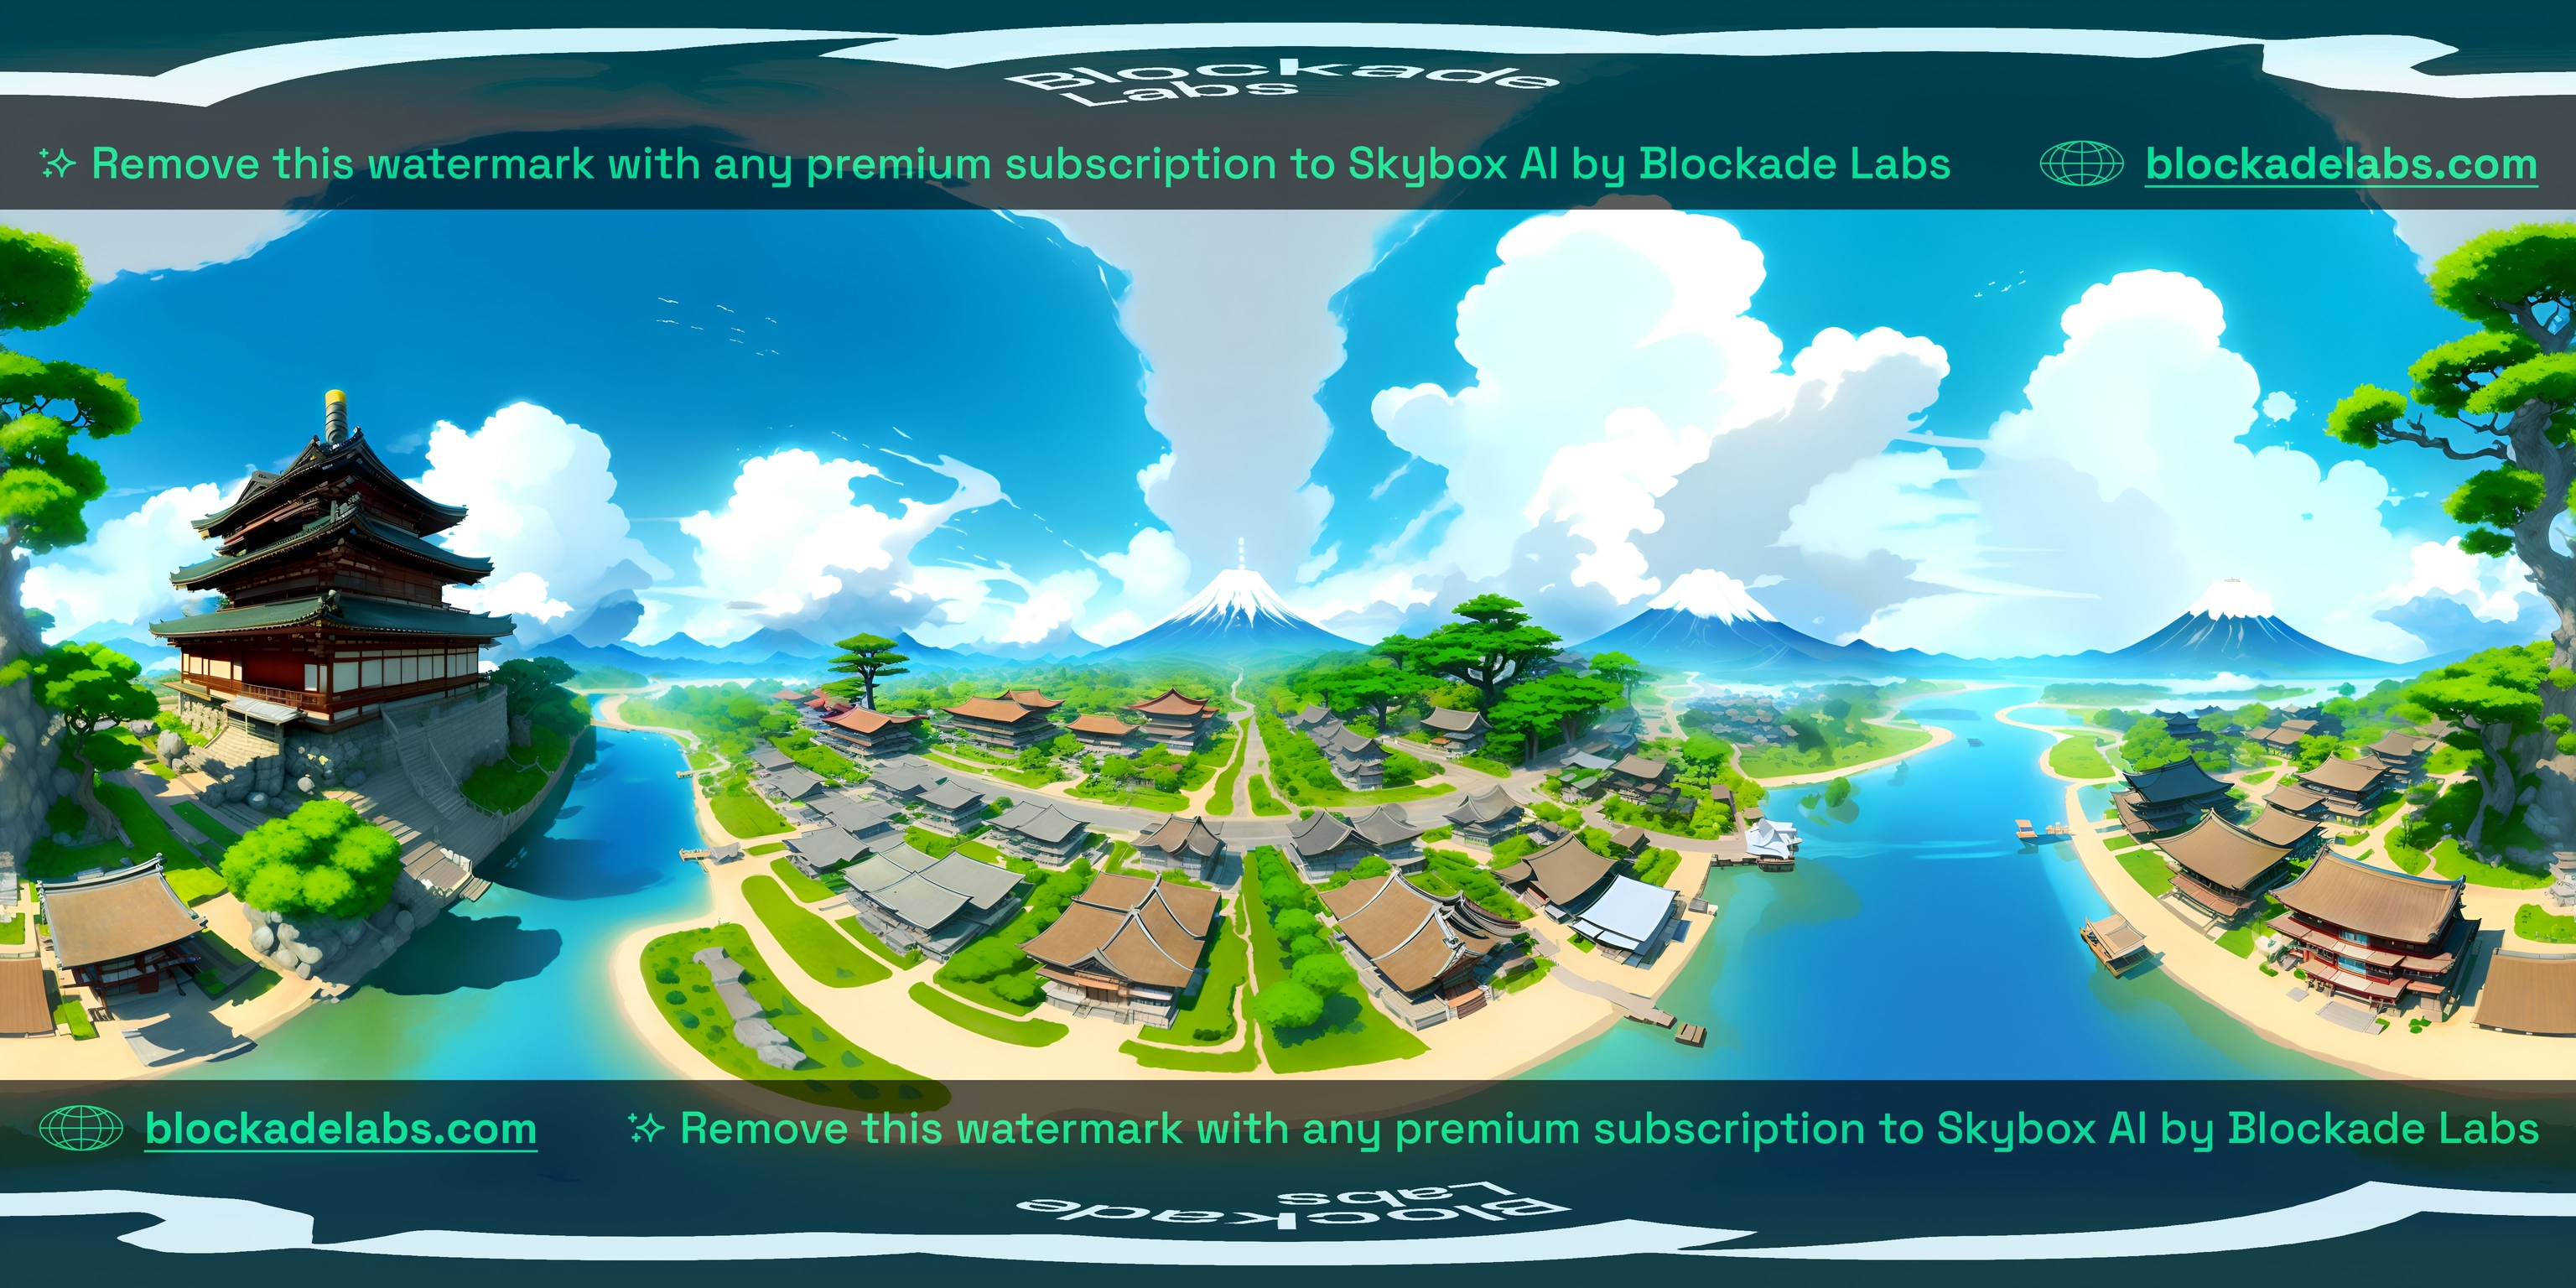 Blockade
Labs
Remove this watermark with any premium subscription to Skybox AI by Blockade Labs
blockadelabs.com
blockadelabs.com
Remove this watermark with any premium subscription to Skybox AI by Blockade Labs
Labs
Blockade